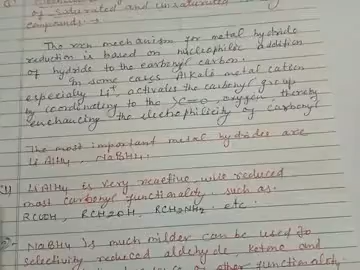 of saturated and unsaturated
compounds :-
The rxn mechanism for metal hydride
reduction is based on nucleophilic addition
of hydride to the carbonyl carbon.
In some cases Alkali metal cation
especially Li+, activates the carbonyl group
by coordinating to the >C=O, oxygen, thereby
enhancing the electrophilicity of carbonyl
The most important metal hydrides are
LiAlH4, NaBH4.
LiAlH4 is very reactive, will reduced
most carbonyl functionality, such as.
RCOOH, RCH2OH, RCH2NH2. etc.
NaBH4 is much milder can be used to
selectivity reduced aldehyde, ketone and
or other functionality